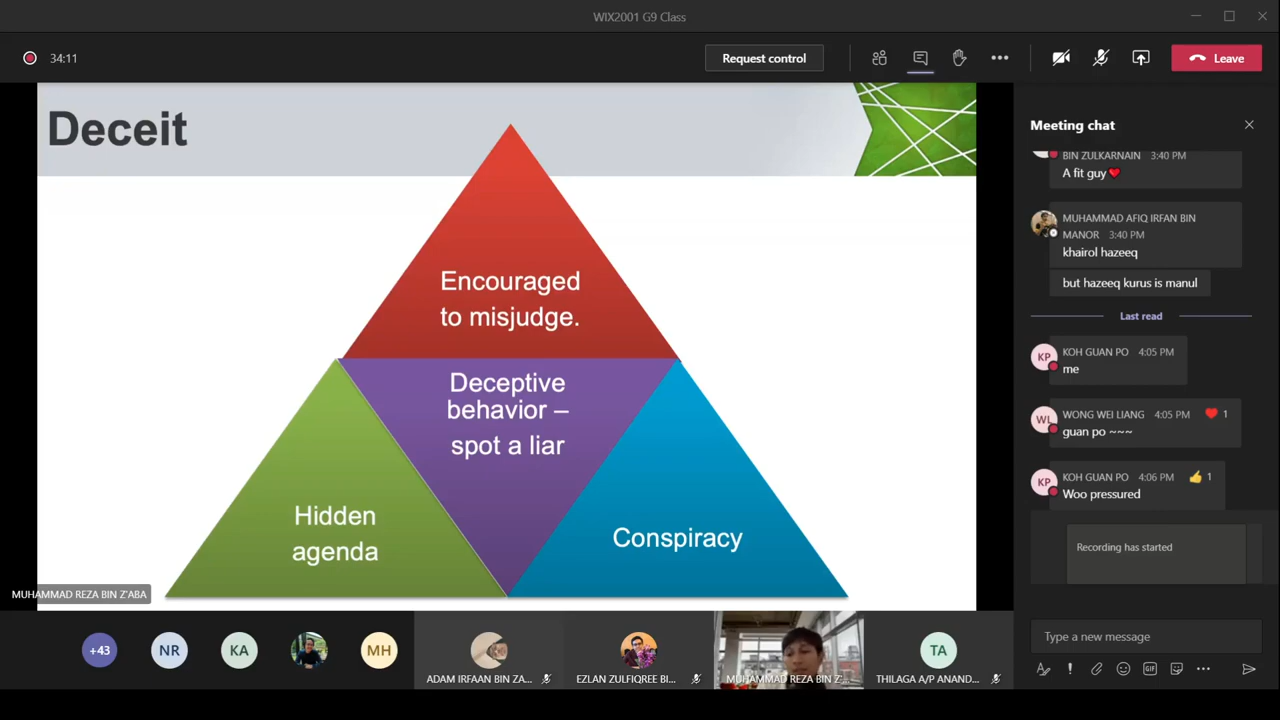 WIX2001 G9 Class
34:11
Request control
Leave
Deceit
Encouraged
to misjudge.
Deceptive
behavior –
spot a liar
Hidden
agenda
Conspiracy
MUHAMMAD REZA BIN Z'ABA
Meeting chat
BIN ZULKARNAIN 3:40 PM
A fit guy❤️
MUHAMMAD AFIQ IRFAN BIN
MANOR 3:40 PM
khairol hazeeq
but hazeeq kurus is manul
Last read
KP
KOH GUAN PO 4:05 PM
me
WL
WONG WEI LIANG 4:05 PM ❤️ 1
guan po ~~~
KP
KOH GUAN PO 4:06 PM 👍 1
Woo pressured
Recording has started
Type a new message
GIF
+43
NR
KA
MH
ADAM IRFAAN BIN ZA...
EZLAN ZULFIQREE BI...
MUHAMMAD REZA BIN Z'...
TA
THILAGA A/P ANAND...